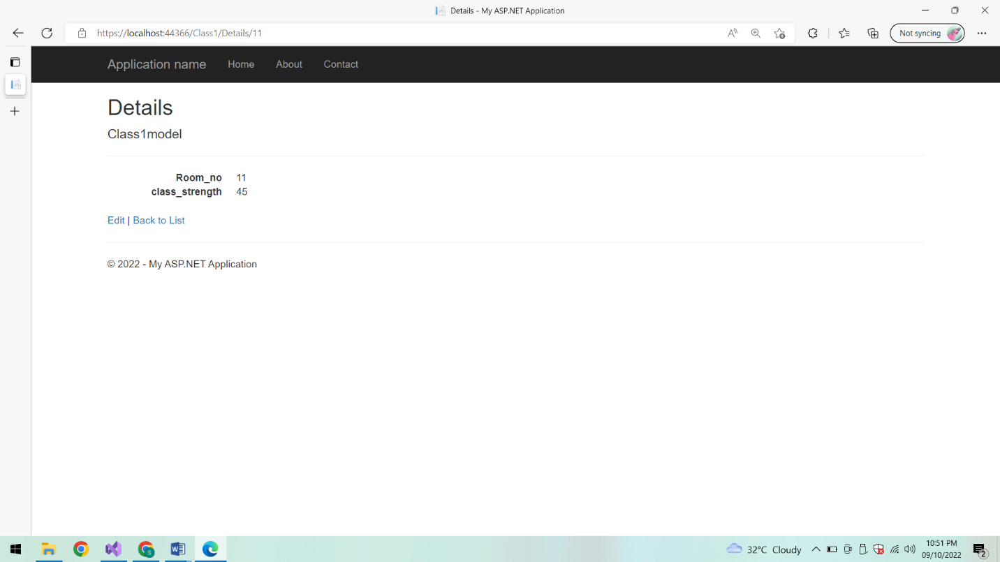 Details - My ASP.NET Application
https://localhost:44366/Class1/Details/11
Not syncing
Application name Home About Contact
Details
Class1model
Room_no 11
class_strength 45
Edit | Back to List
© 2022 - My ASP.NET Application
32°C Cloudy
10:51 PM
09/10/2022
2